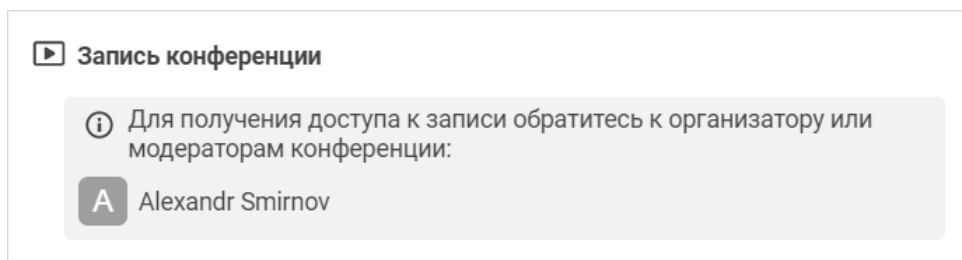 Запись конференции
Для получения доступа к записи обратитесь к организатору или
модераторам конференции:
A Alexandr Smirnov